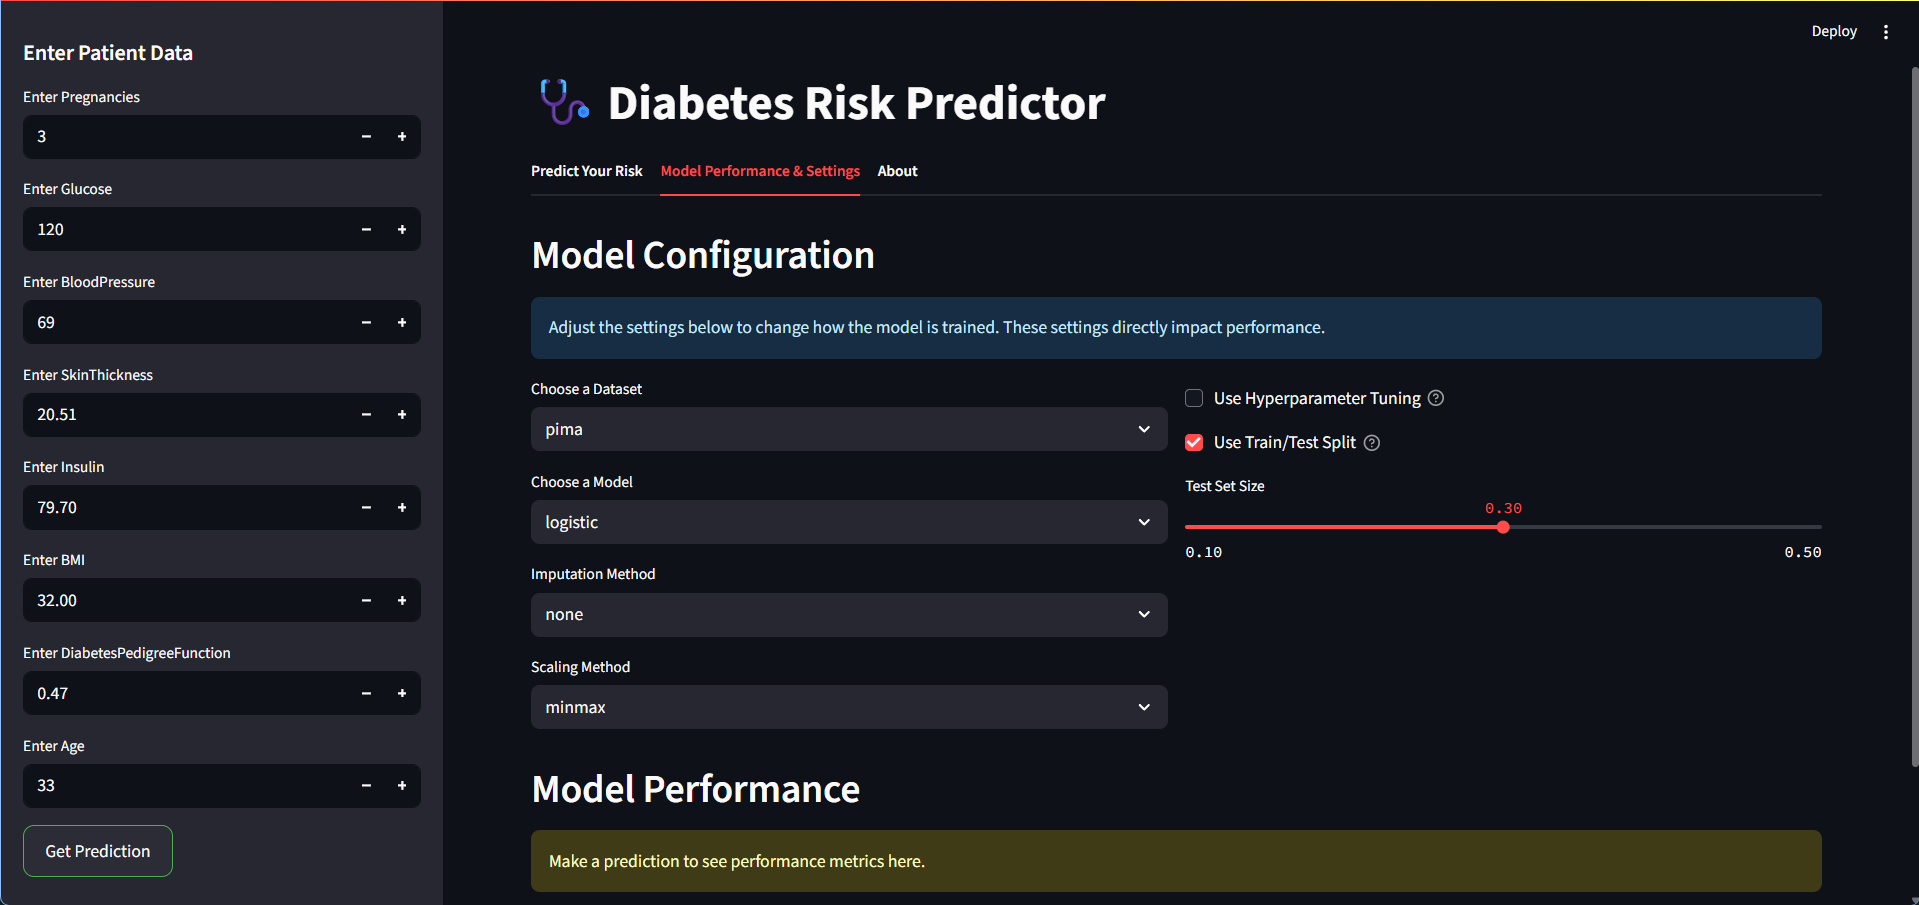 Enter Patient Data
Enter Pregnancies
3
Enter Glucose
120
Enter BloodPressure
69
Enter SkinThickness
20.51
Enter Insulin
79.70
Enter BMI
32.00
Enter DiabetesPedigreeFunction
0.47
Enter Age
33
Get Prediction
Deploy
Diabetes Risk Predictor
Predict Your Risk
Model Performance & Settings
About
Model Configuration
Adjust the settings below to change how the model is trained. These settings directly impact performance.
Choose a Dataset
pima
Choose a Model
logistic
Imputation Method
none
Scaling Method
minmax
Use Hyperparameter Tuning
Use Train/Test Split
Test Set Size
0.30
0.10
0.50
Model Performance
Make a prediction to see performance metrics here.